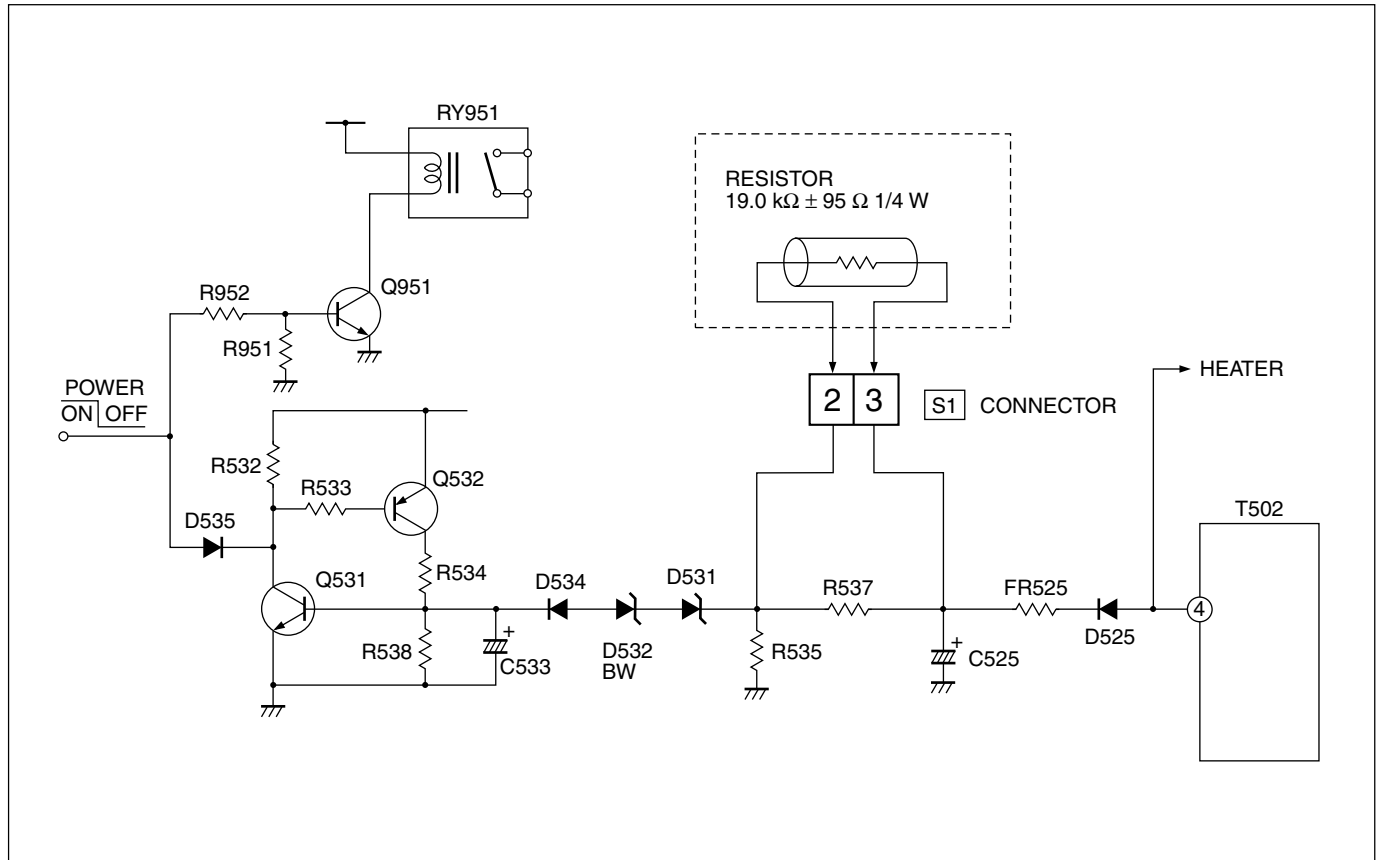 RY951
RESISTOR
19.0 kΩ ± 95 Ω 1/4 W
R952
Q951
R951
POWER
ON OFF
HEATER
2 3
S1 CONNECTOR
R532
R533
Q532
T502
D535
Q531
R534
D534
D531
R537
FR525
4
R538
+
C533
D532
BW
R535
+
C525
D525